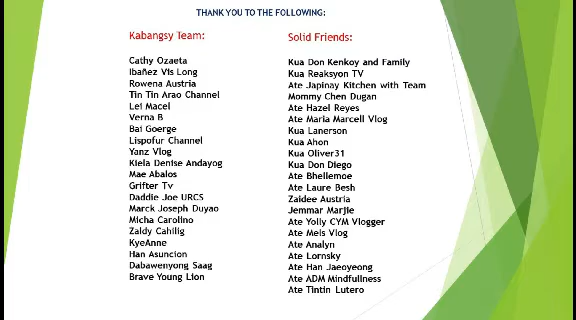 THANK YOU TO THE FOLLOWING:
Kabangsy Team:
Cathy Ozaeta
Ibañez Vis Long
Rowena Austria
Tin Tin Arao Channel
Lei Macel
Verna B
Bai Goerge
Lispofur Channel
Yanz Vlog
Kiela Denise Andayog
Mae Abalos
Grifter Tv
Daddie Joe URCS
Marck Joseph Duyao
Micha Carolino
Zaldy Cahilig
KyeAnne
Han Asuncion
Dabawenyong Saag
Brave Young Lion
Solid Friends:
Kua Don Kenkoy and Family
Kua Reaksyon TV
Ate Japinay Kitchen with Team
Mommy Chen Dugan
Ate Hazel Reyes
Ate Maria Marcell Vlog
Kua Lanerson
Kua Ahon
Kua Oliver31
Kua Don Diego
Ate Bhellemoe
Ate Laure Besh
Zaidee Austria
Jemmar Marjie
Ate Yolly CYM Vlogger
Ate Mels Vlog
Ate Analyn
Ate Lornsky
Ate Han Jaeoyeong
Ate ADM Mindfullness
Ate Tintin Lutero